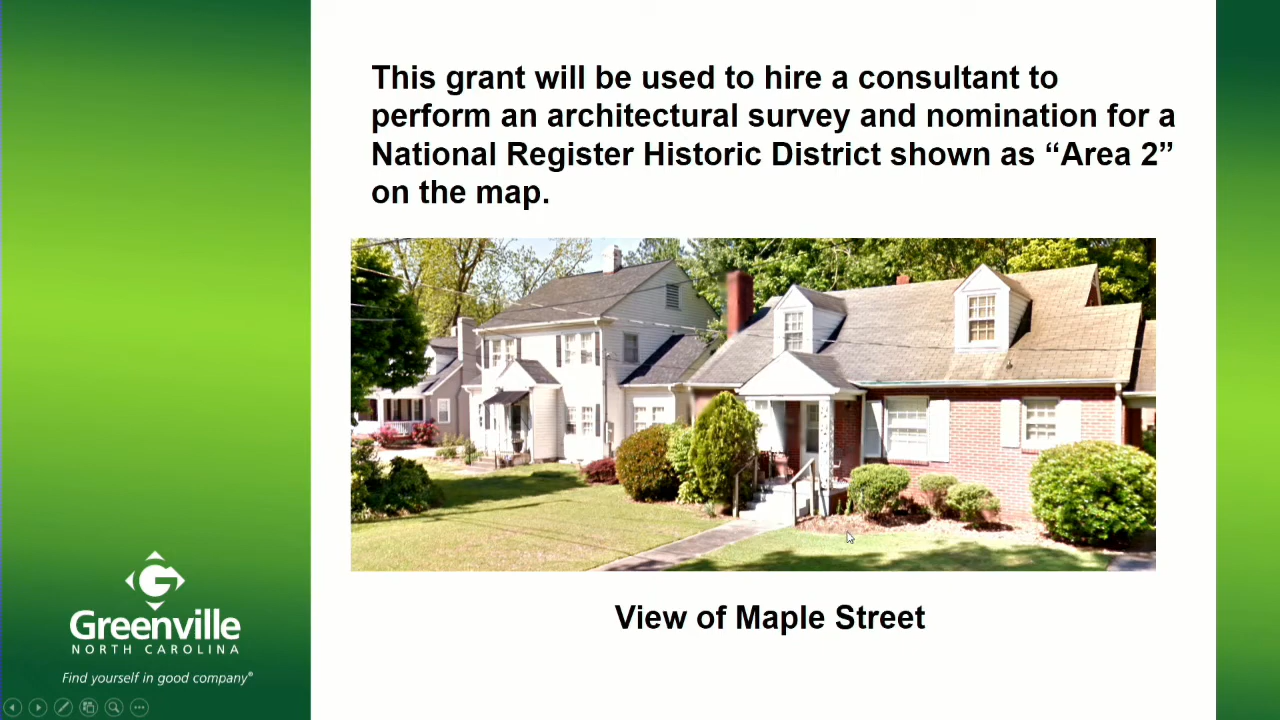 This grant will be used to hire a consultant to
perform an architectural survey and nomination for a
National Register Historic District shown as “Area 2”
on the map.
View of Maple Street
Greenville
NORTH CAROLINA
Find yourself in good company®